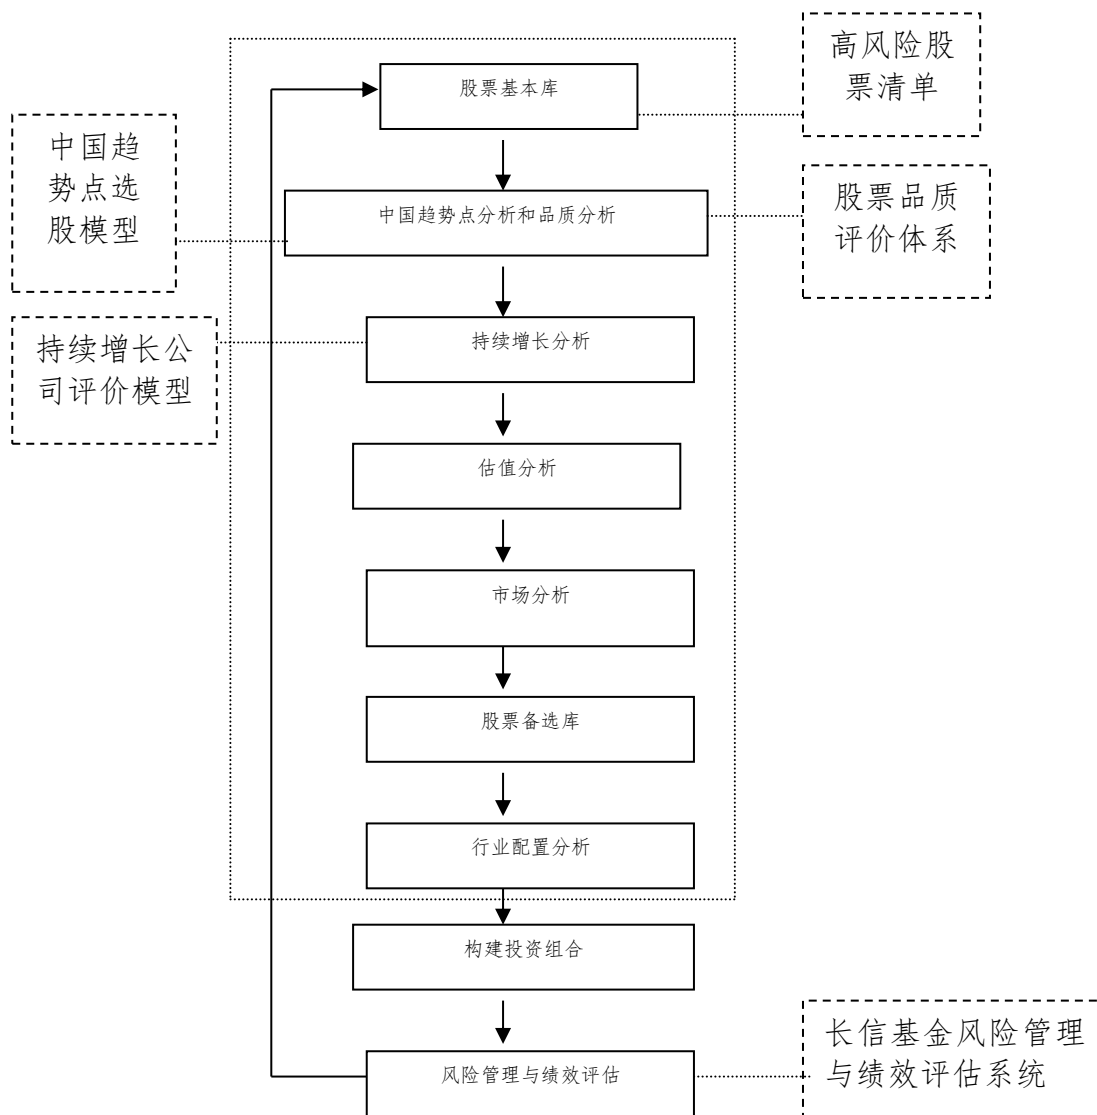 高风险股
票清单
股票基本库
中国趋
势点选
股模型
股票品质
评价体系
中国趋势点分析和品质分析
持续增长公
司评价模型
持续增长分析
估值分析
市场分析
股票备选库
行业配置分析
构建投资组合
长信基金风险管理
与绩效评估系统
风险管理与绩效评估